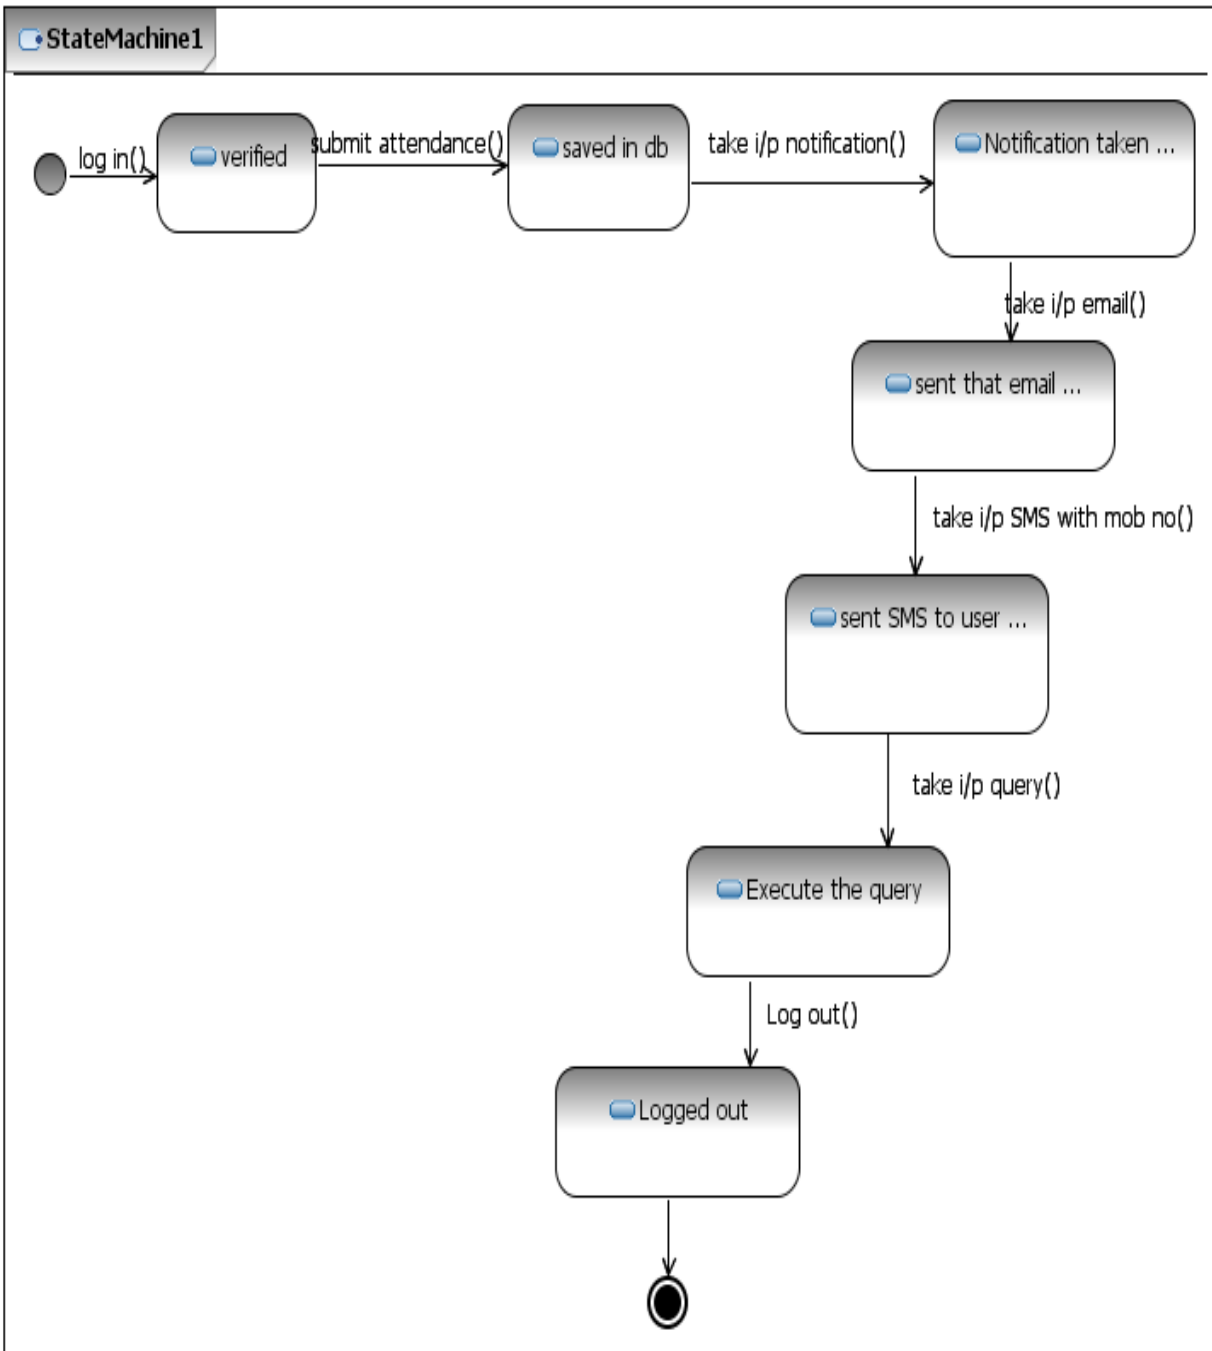 StateMachine1
log in()
verified
submit attendance()
saved in db
take i/p notification()
Notification taken ...
take i/p email()
sent that email ...
take i/p SMS with mob no()
sent SMS to user ...
take i/p query()
Execute the query
Log out()
Logged out